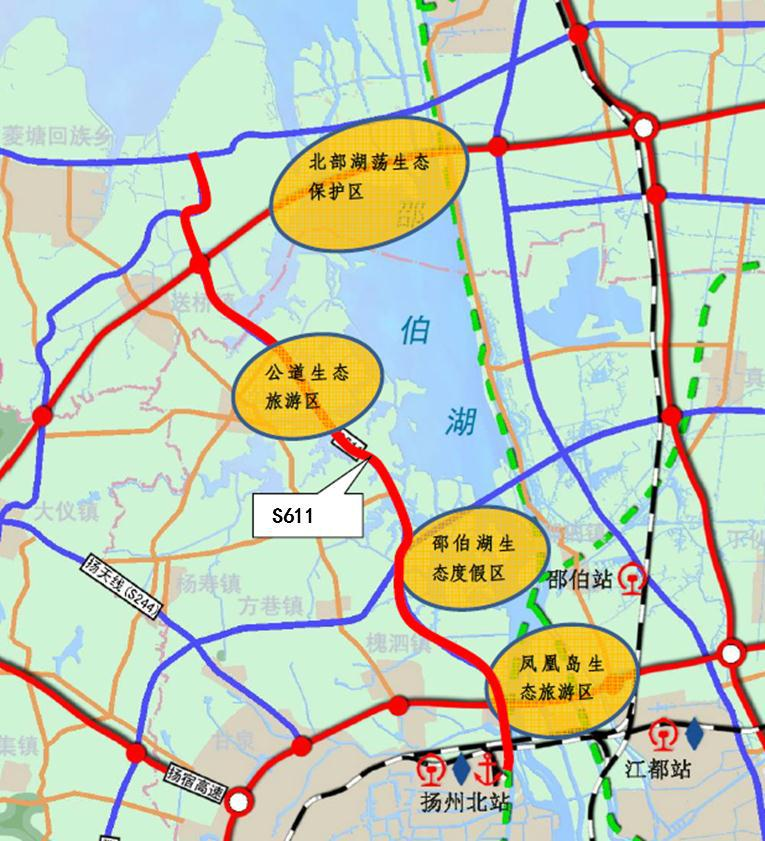 菱塘回族乡
北部湖荡生态
保护区
邵
送桥镇
伯
公道生态
旅游区
湖
S611
大仪镇
邵伯湖生
态度假区
扬天线(S244)
杨寿镇
邵伯站
方巷镇
槐泗镇
凤凰岛生
态旅游区
集镇
甘泉
江都站
扬宿高速
扬州北站